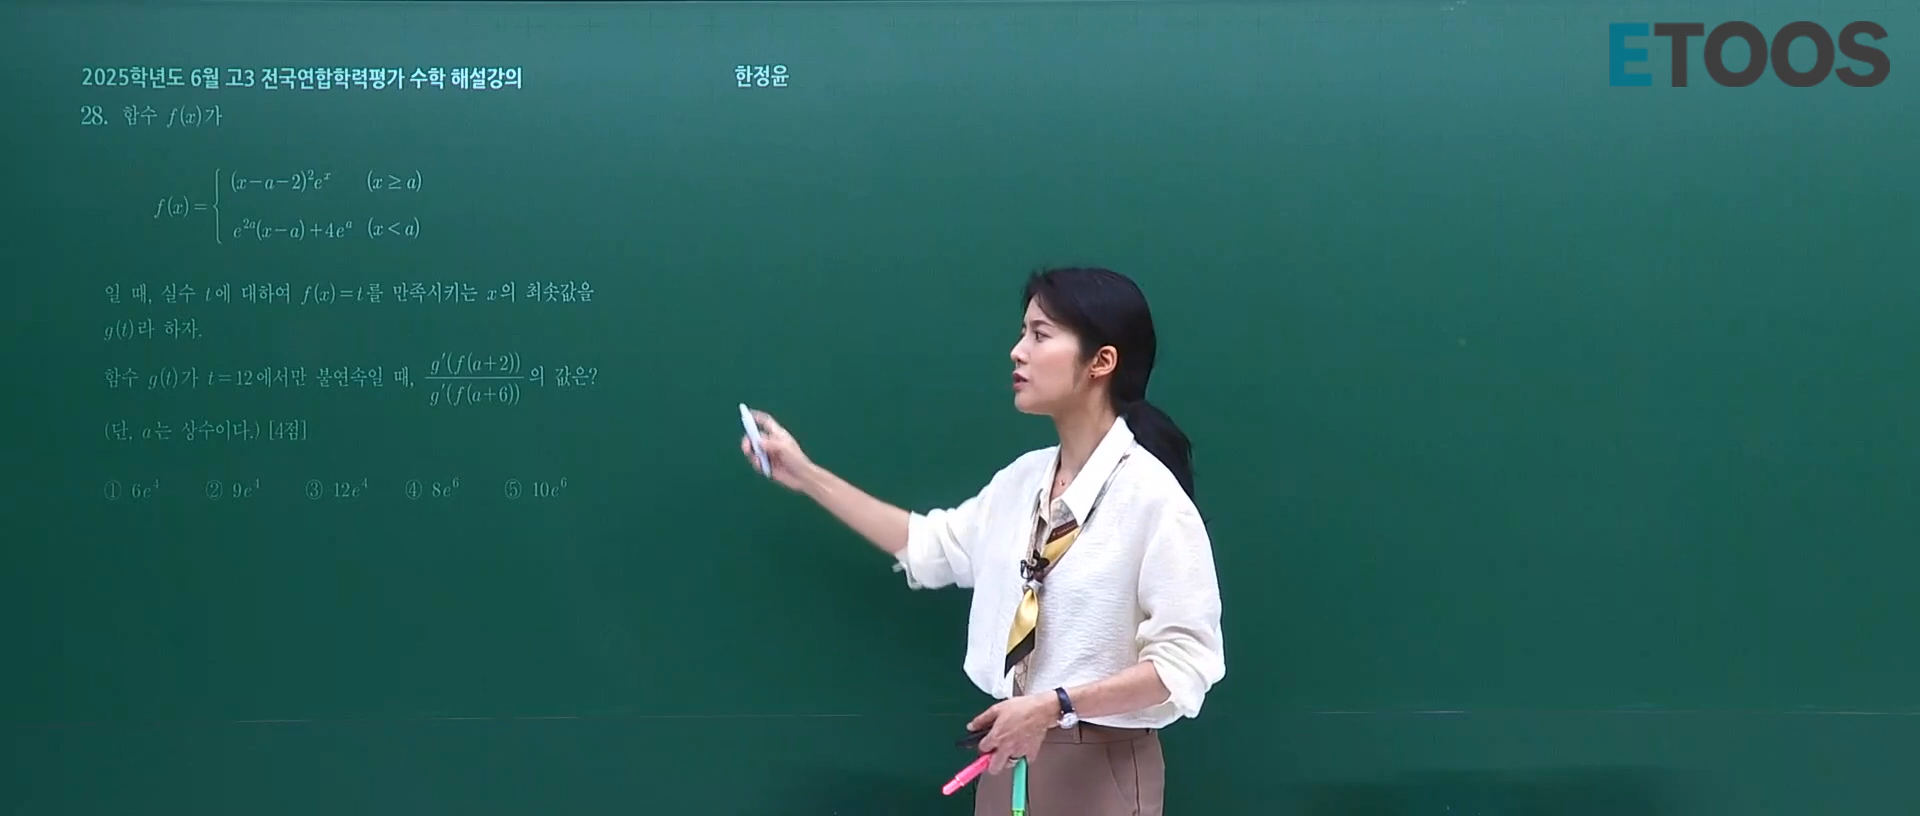 ETOOS
2025학년도 6월 고3 전국연합학력평가 수학 해설강의 한정윤
28. 함수 f(x)가
f(x)= { (x-a-2)²eˣ (x≥a)
e²ᵃ(x-a)+4eᵃ (x<a)
일 때, 실수 t에 대하여 f(x)=t를 만족시키는 x의 최솟값을
g(t)라 하자.
함수 g(t)가 t=12에서만 불연속일 때, g′(f(a+2))/g′(f(a+6))의 값은?
(단, a는 상수이다.) [4점]
① 6e⁴ ② 9e⁴ ③ 12e⁴ ④ 8e⁶ ⑤ 10e⁶